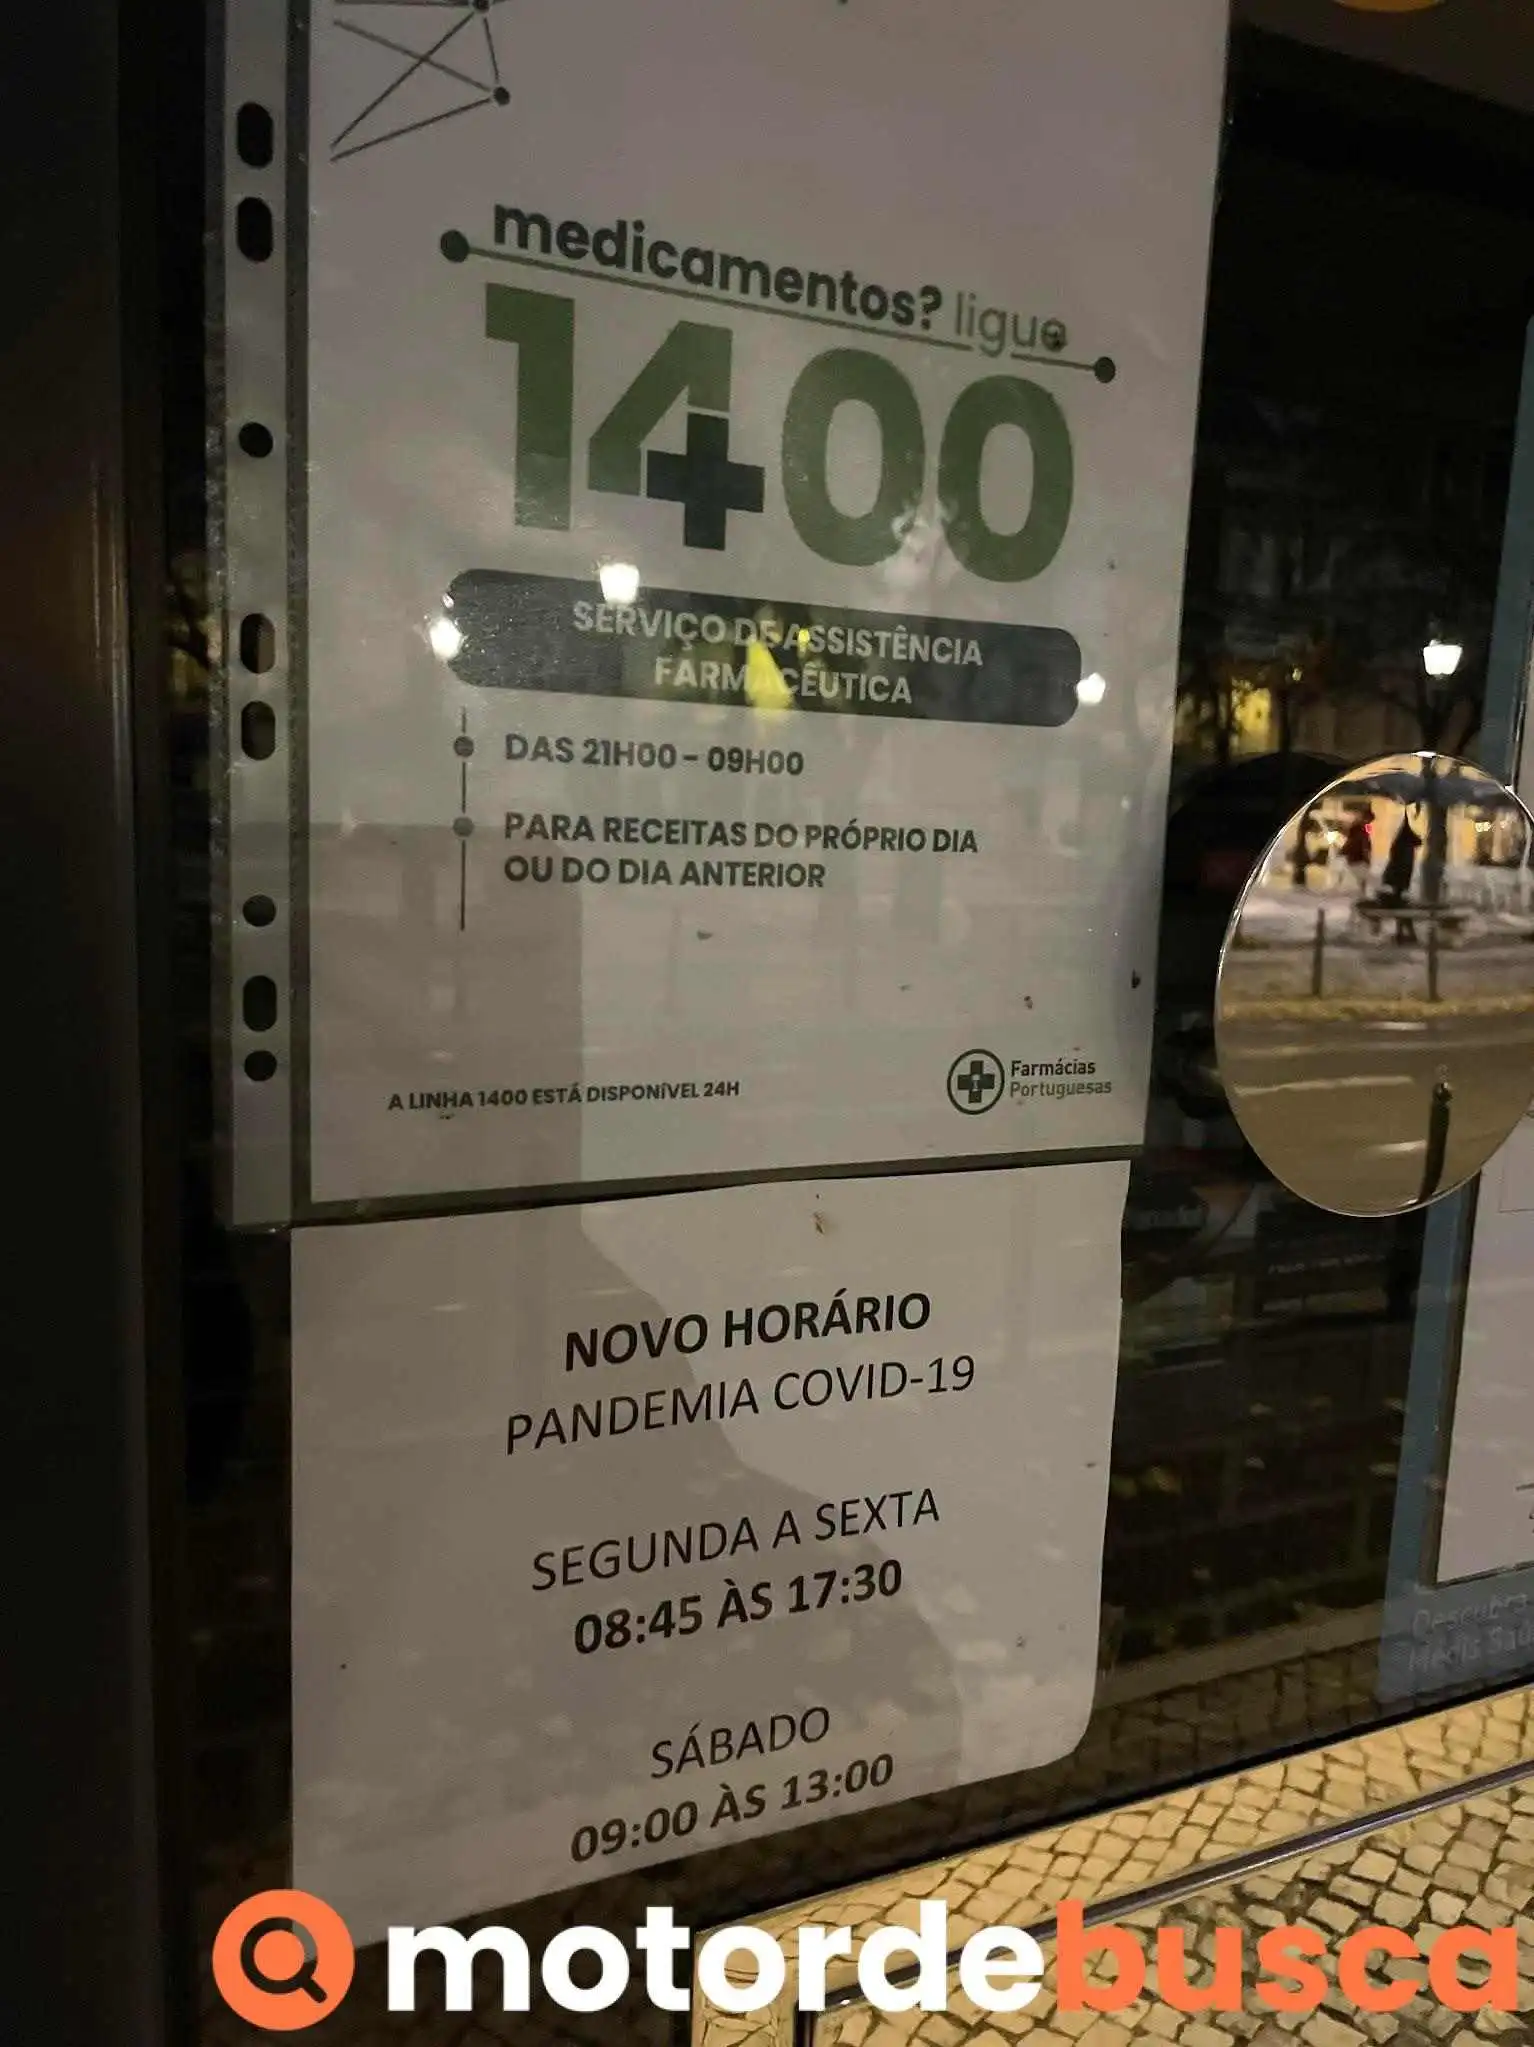 medicamentos? ligue
1400
SERVIÇO DE ASSISTÊNCIA
FARMACÊUTICA
DAS 21H00 - 09H00
PARA RECEITAS DO PRÓPRIO DIA
OU DO DIA ANTERIOR
A LINHA 1400 ESTÁ DISPONÍVEL 24H
Farmácias
Portuguesas
NOVO HORÁRIO
PANDEMIA COVID-19
SEGUNDA A SEXTA
08:45 ÀS 17:30
SÁBADO
09:00 ÀS 13:00
Descubra
Médis
motordebusca